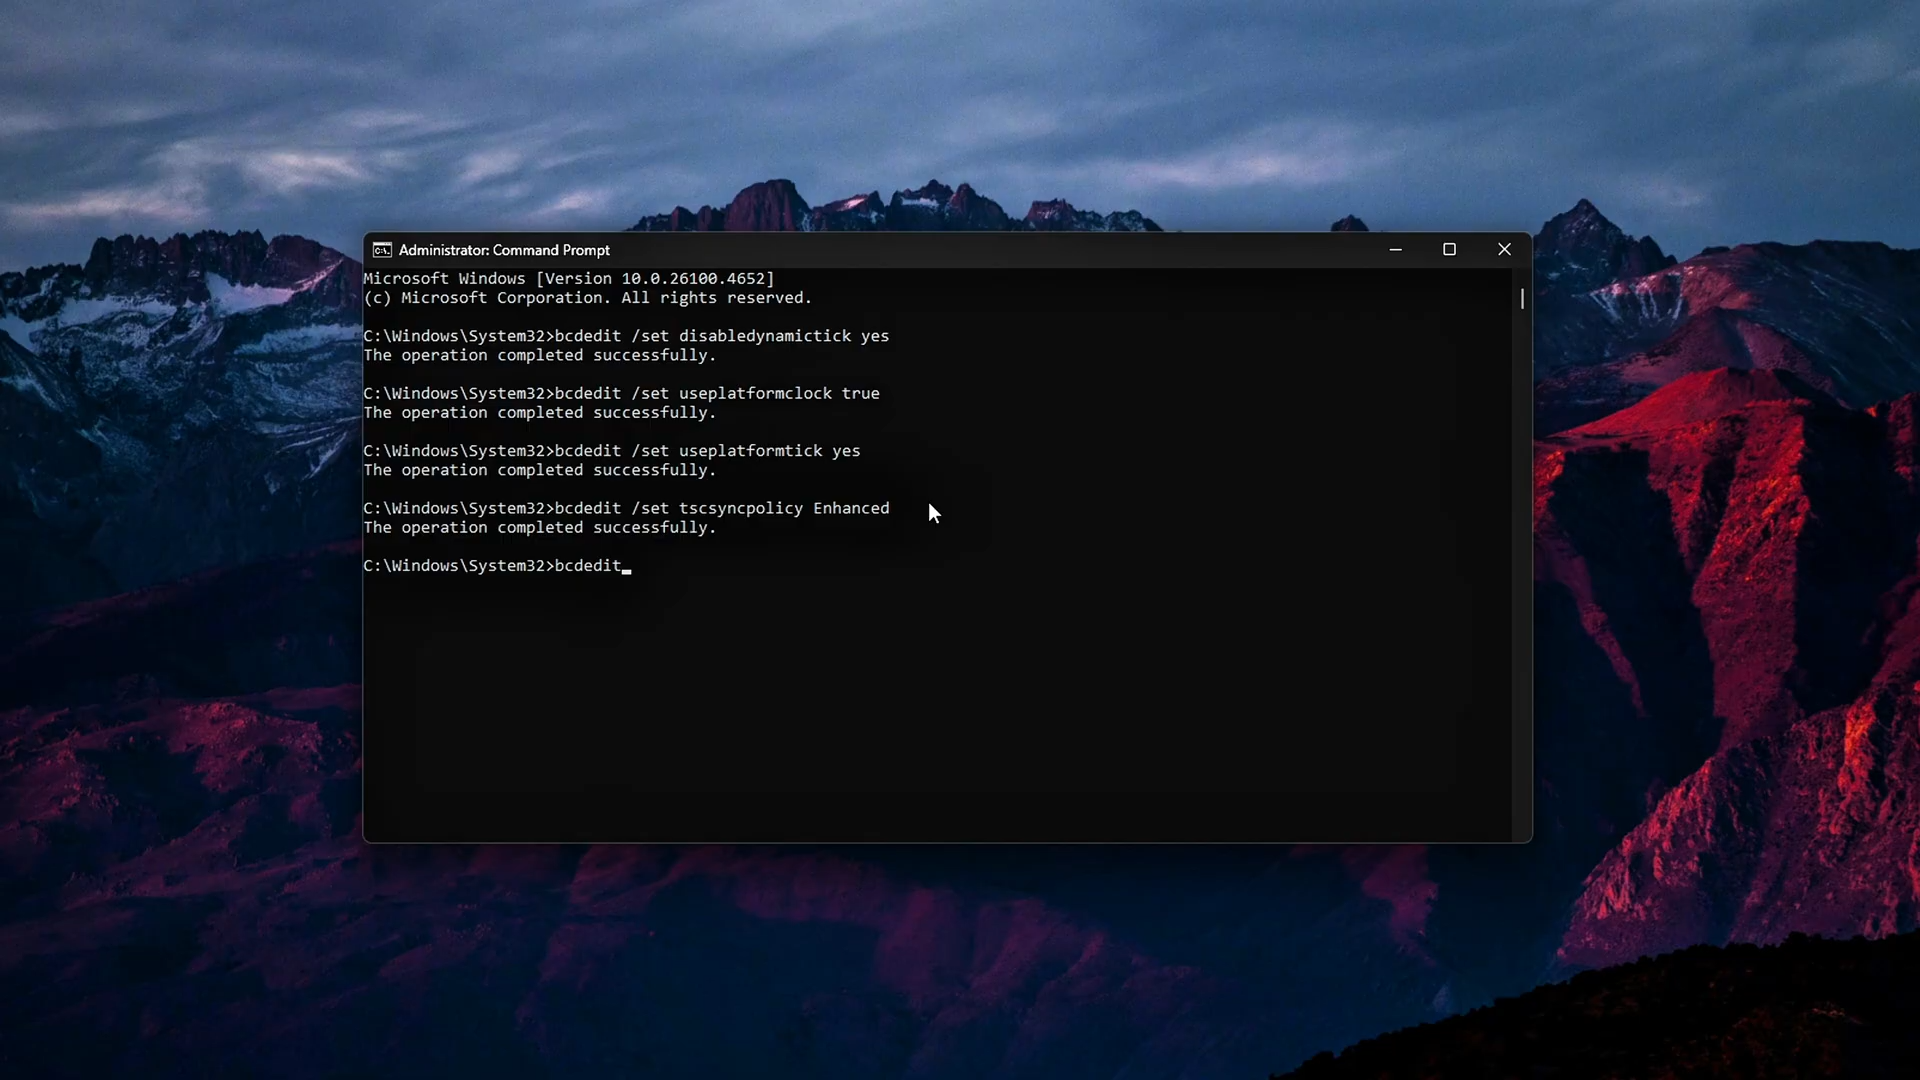 Administrator: Command Prompt
Microsoft Windows [Version 10.0.26100.4652]
(c) Microsoft Corporation. All rights reserved.
C:\Windows\System32>bcdedit /set disabledynamictick yes
The operation completed successfully.
C:\Windows\System32>bcdedit /set useplatformclock true
The operation completed successfully.
C:\Windows\System32>bcdedit /set useplatformtick yes
The operation completed successfully.
C:\Windows\System32>bcdedit /set tscsyncpolicy Enhanced
The operation completed successfully.
C:\Windows\System32>bcdedit